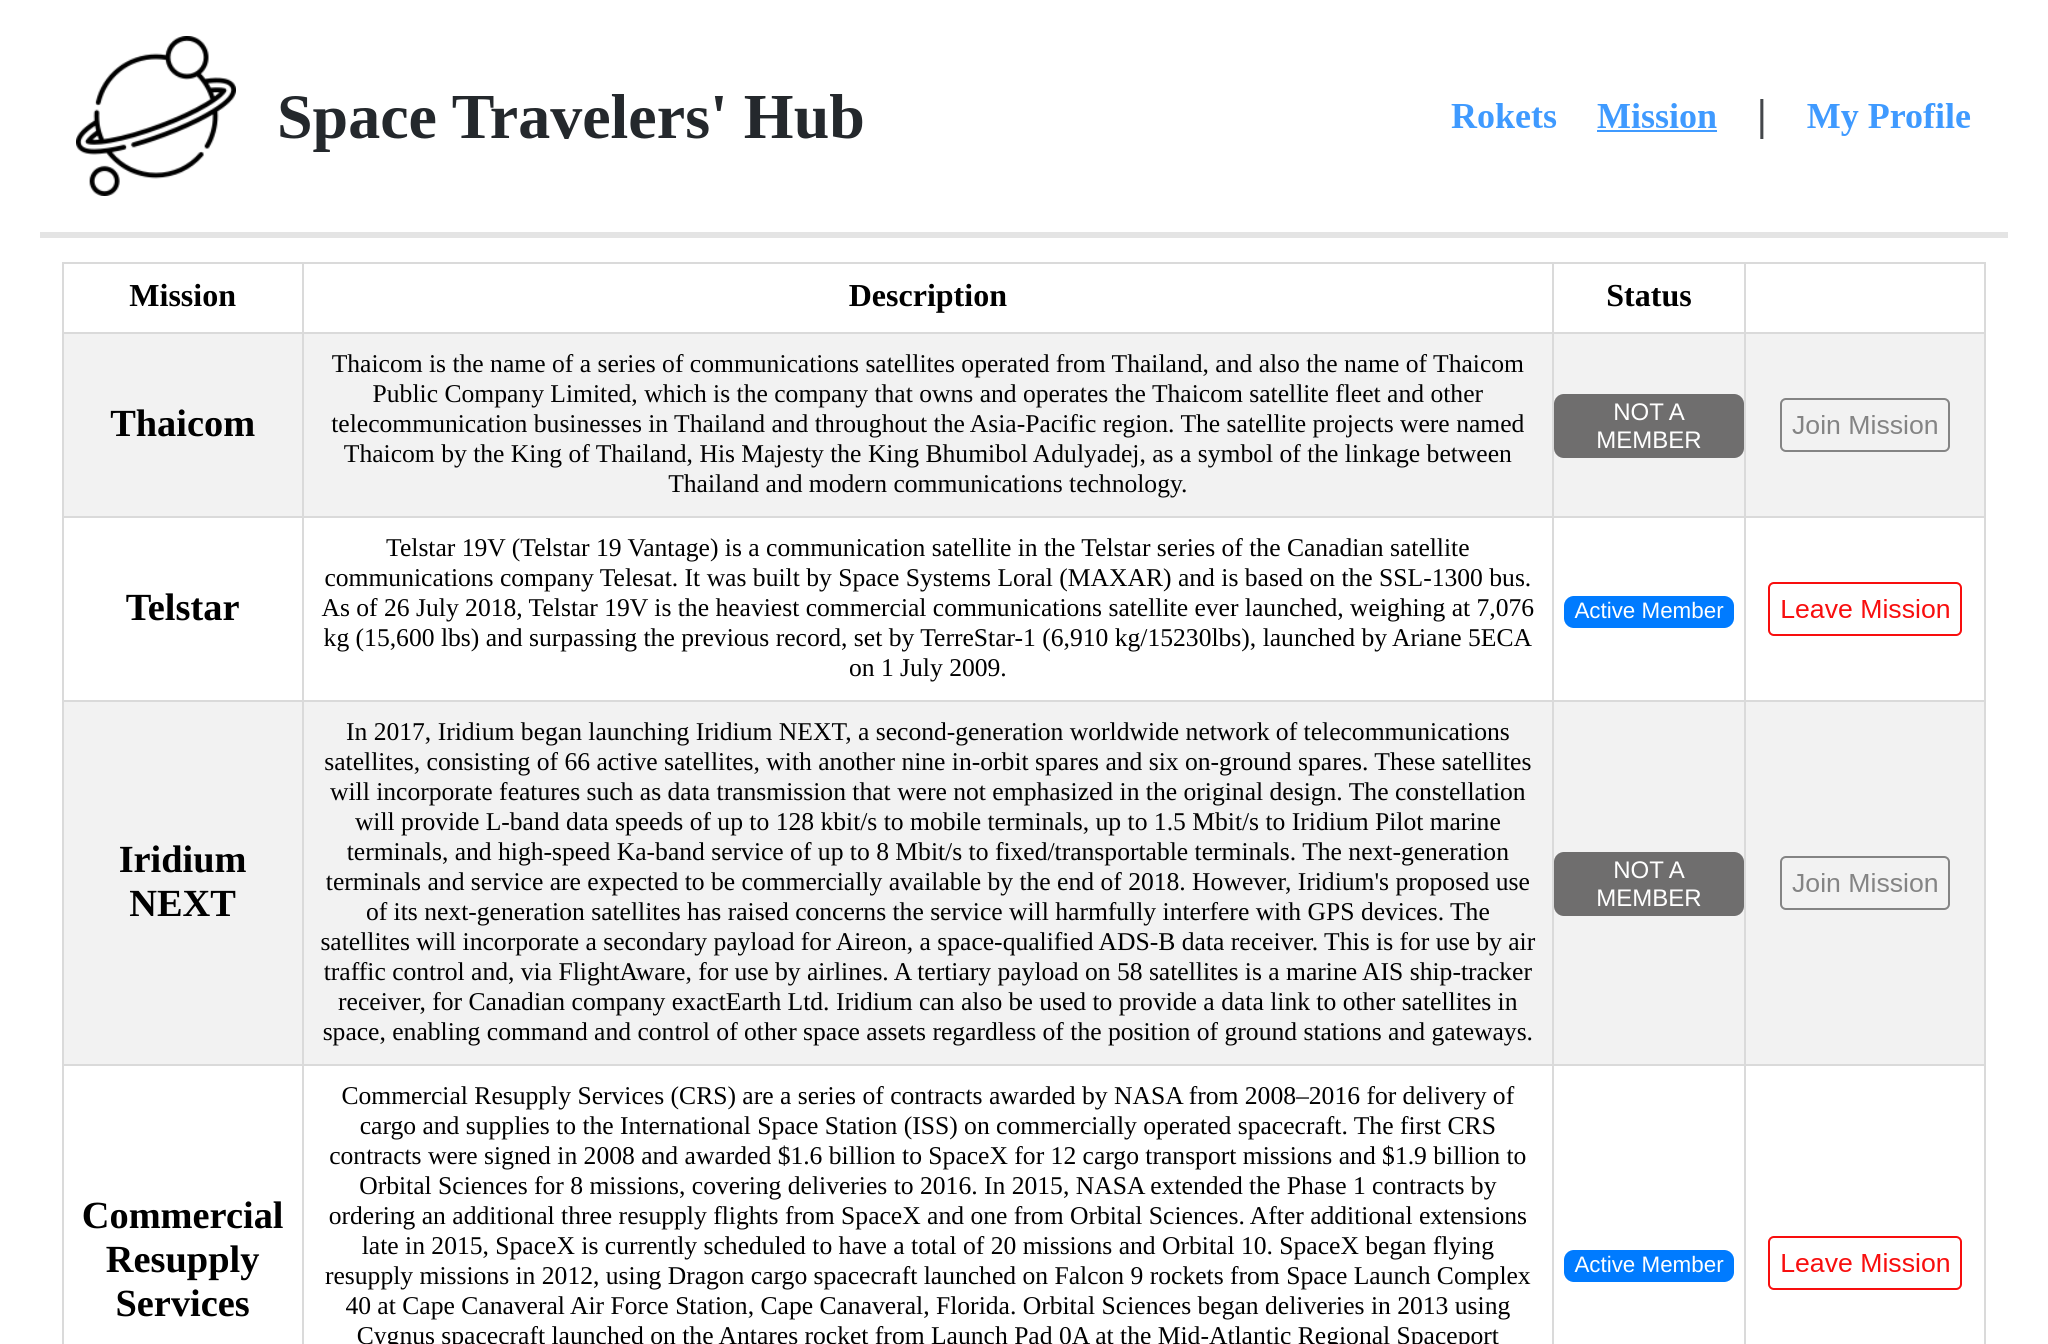 Space Travelers' Hub
Rokets Mission | My Profile
Mission Description Status
Thaicom
Thaicom is the name of a series of communications satellites operated from Thailand, and also the name of Thaicom
Public Company Limited, which is the company that owns and operates the Thaicom satellite fleet and other
telecommunication businesses in Thailand and throughout the Asia-Pacific region. The satellite projects were named
Thaicom by the King of Thailand, His Majesty the King Bhumibol Adulyadej, as a symbol of the linkage between
Thailand and modern communications technology.
NOT A
MEMBER
Join Mission
Telstar
Telstar 19V (Telstar 19 Vantage) is a communication satellite in the Telstar series of the Canadian satellite
communications company Telesat. It was built by Space Systems Loral (MAXAR) and is based on the SSL-1300 bus.
As of 26 July 2018, Telstar 19V is the heaviest commercial communications satellite ever launched, weighing at 7,076
kg (15,600 lbs) and surpassing the previous record, set by TerreStar-1 (6,910 kg/15230lbs), launched by Ariane 5ECA
on 1 July 2009.
Active Member
Leave Mission
Iridium
NEXT
In 2017, Iridium began launching Iridium NEXT, a second-generation worldwide network of telecommunications
satellites, consisting of 66 active satellites, with another nine in-orbit spares and six on-ground spares. These satellites
will incorporate features such as data transmission that were not emphasized in the original design. The constellation
will provide L-band data speeds of up to 128 kbit/s to mobile terminals, up to 1.5 Mbit/s to Iridium Pilot marine
terminals, and high-speed Ka-band service of up to 8 Mbit/s to fixed/transportable terminals. The next-generation
terminals and service are expected to be commercially available by the end of 2018. However, Iridium's proposed use
of its next-generation satellites has raised concerns the service will harmfully interfere with GPS devices. The
satellites will incorporate a secondary payload for Aireon, a space-qualified ADS-B data receiver. This is for use by air
traffic control and, via FlightAware, for use by airlines. A tertiary payload on 58 satellites is a marine AIS ship-tracker
receiver, for Canadian company exactEarth Ltd. Iridium can also be used to provide a data link to other satellites in
space, enabling command and control of other space assets regardless of the position of ground stations and gateways.
NOT A
MEMBER
Join Mission
Commercial
Resupply
Services
Commercial Resupply Services (CRS) are a series of contracts awarded by NASA from 2008–2016 for delivery of
cargo and supplies to the International Space Station (ISS) on commercially operated spacecraft. The first CRS
contracts were signed in 2008 and awarded $1.6 billion to SpaceX for 12 cargo transport missions and $1.9 billion to
Orbital Sciences for 8 missions, covering deliveries to 2016. In 2015, NASA extended the Phase 1 contracts by
ordering an additional three resupply flights from SpaceX and one from Orbital Sciences. After additional extensions
late in 2015, SpaceX is currently scheduled to have a total of 20 missions and Orbital 10. SpaceX began flying
resupply missions in 2012, using Dragon cargo spacecraft launched on Falcon 9 rockets from Space Launch Complex
40 at Cape Canaveral Air Force Station, Cape Canaveral, Florida. Orbital Sciences began deliveries in 2013 using
Cygnus spacecraft launched on the Antares rocket from Launch Pad 0A at the Mid-Atlantic Regional Spaceport
Active Member
Leave Mission